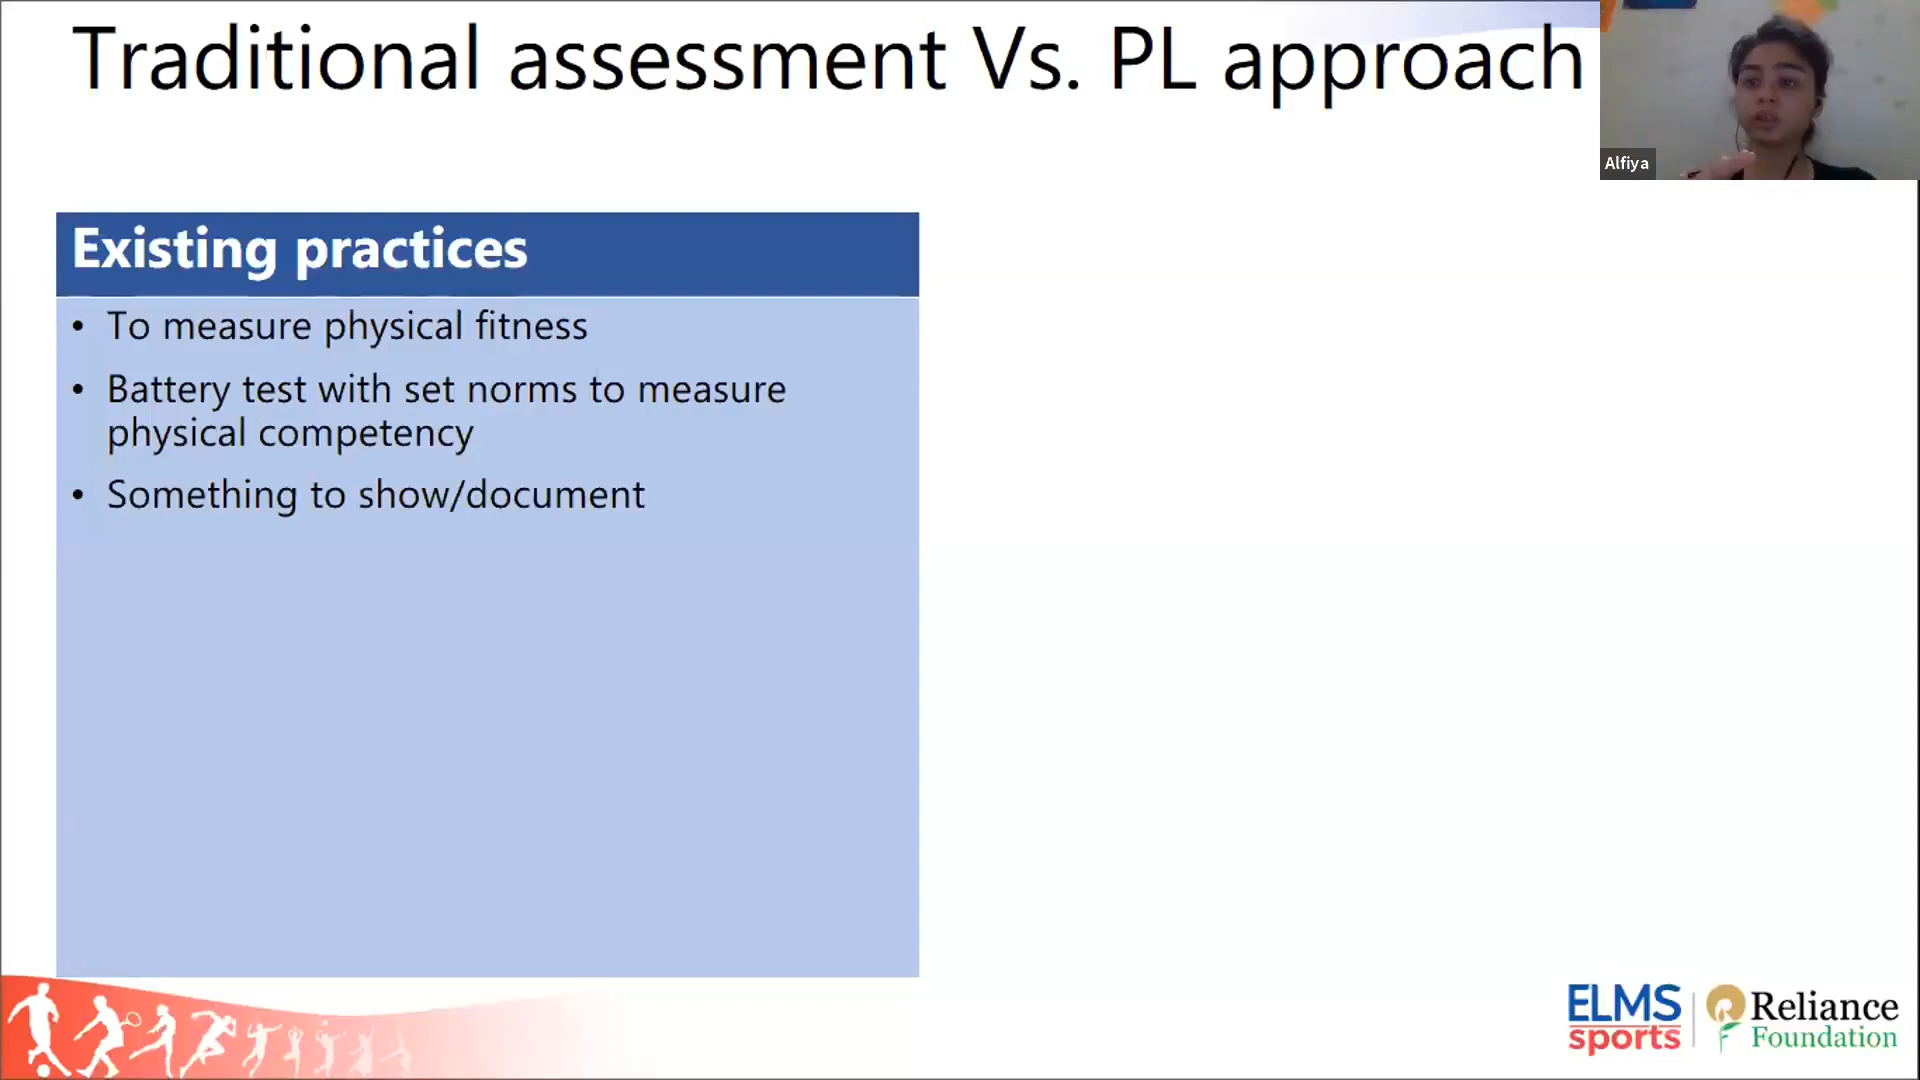 Traditional assessment Vs. PL approach
Alfiya
Existing practices
• To measure physical fitness
• Battery test with set norms to measure
physical competency
• Something to show/document
ELMS
sports
Reliance
Foundation